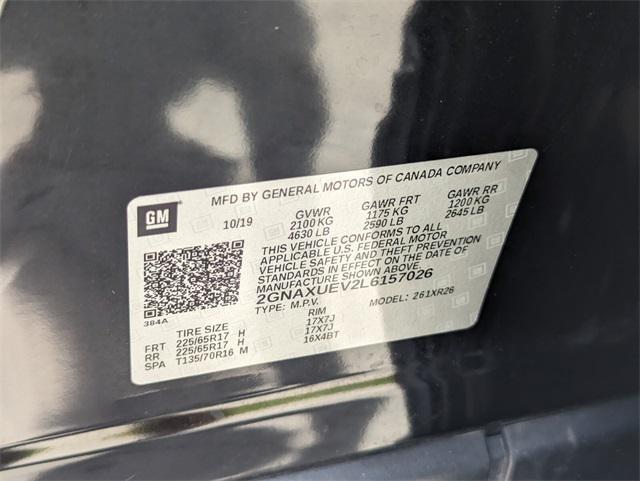 MFD BY GENERAL MOTORS OF CANADA COMPANY
GM
10/19 GVWR GAWR FRT GAWR RR
2100 KG 1175 KG 1200 KG
4630 LB 2590 LB 2645 LB
THIS VEHICLE CONFORMS TO ALL
APPLICABLE U.S. FEDERAL MOTOR
VEHICLE SAFETY AND THEFT PREVENTION
STANDARDS IN EFFECT ON THE DATE OF
MANUFACTURE SHOWN ABOVE.
2GNAXUEV2L6157026
TYPE: M.P.V. MODEL: 261XR26
384A
TIRE SIZE RIM
FRT 225/65R17 H 17X7J
RR 225/65R17 H 17X7J
SPA T135/70R16 M 16X4BT